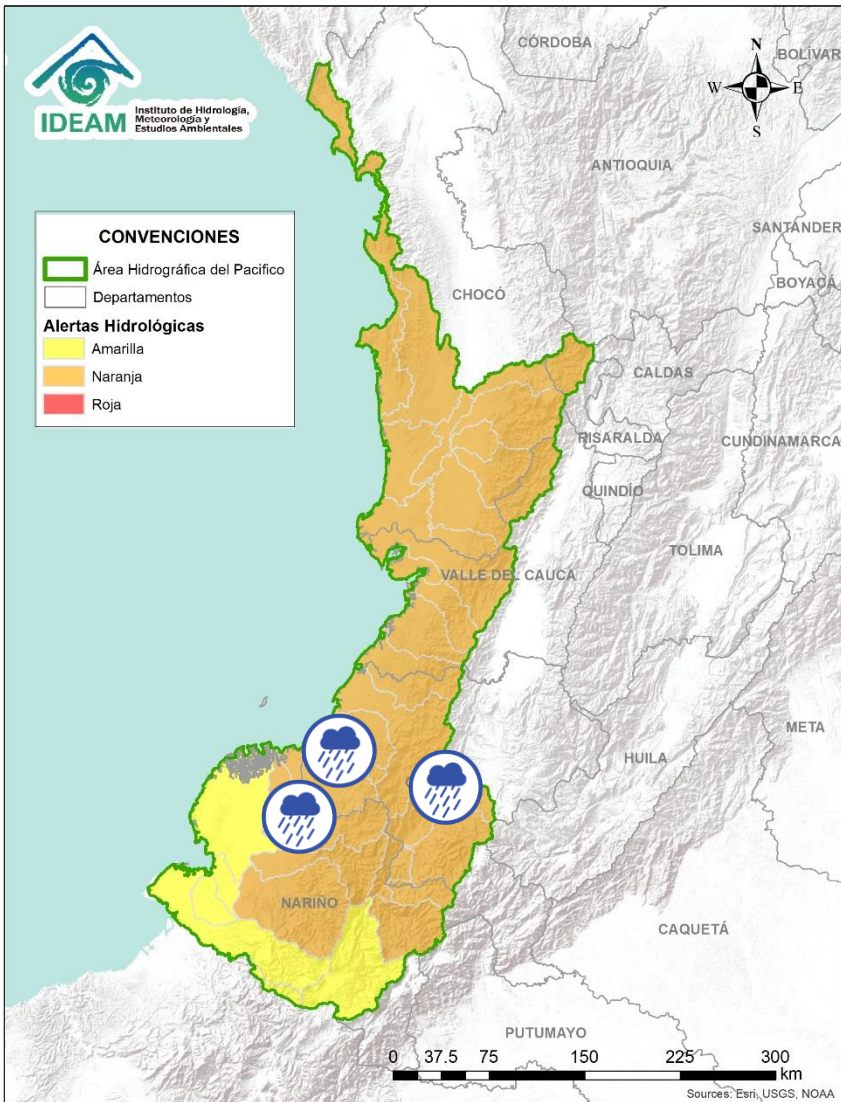 IDEAM
Instituto de Hidrología,
Meteorología y
Estudios Ambientales
CÓRDOBA
BOLÍVAR
N
W
E
S
ANTIOQUIA
SANTANDER
BOYACÁ
CONVENCIONES
Área Hidrográfica del Pacifico
Departamentos
Alertas Hidrológicas
Amarilla
Naranja
Roja
CHOCÓ
CALDAS
RISARALDA
CUNDINAMARCA
QUINDÍO
TOLIMA
VALLE DEL CAUCA
META
HUILA
NARIÑO
CAQUETÁ
PUTUMAYO
0 37.5 75 150 225 300
km
Sources: Esri, USGS, NOAA